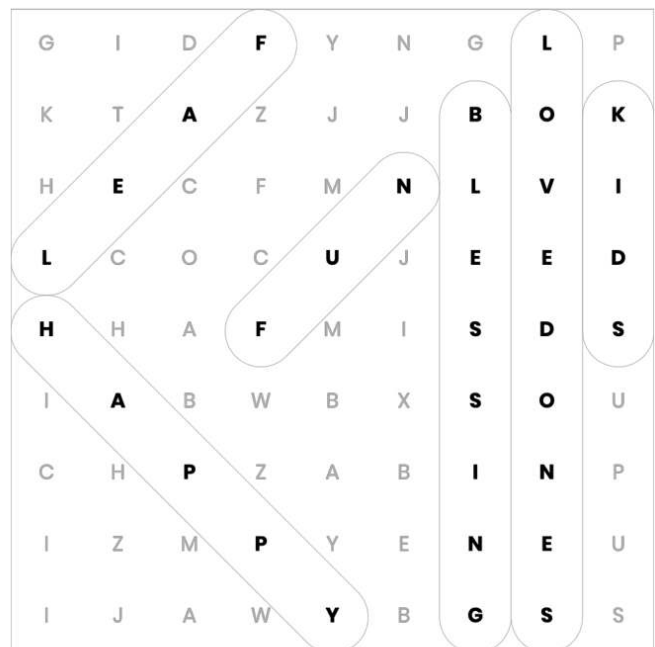 G I D F Y N G L P
K T A Z J J B O K
H E C F M N L V I
L C O C U J E E D
H H A F M I S D S
I A B W B X S O U
C H P Z A B I N P
I Z M P Y E N E U
I J A W Y B G S S